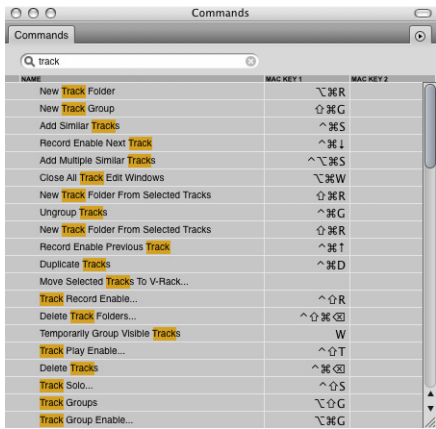 Commands
Commands
track
NAME MAC KEY 1 MAC KEY 2
New Track Folder ⌥⌘R
New Track Group ⇧⌘G
Add Similar Tracks ^⌘S
Record Enable Next Track ^⌘↓
Add Multiple Similar Tracks ^⌥⌘S
Close All Track Edit Windows ⌥⌘W
New Track Folder From Selected Tracks ⇧⌘R
Ungroup Tracks ^⌘G
New Track Folder From Selected Tracks ⇧⌘R
Record Enable Previous Track ^⌘↑
Duplicate Tracks ^⌘D
Move Selected Tracks To V-Rack...
Track Record Enable... ^⇧R
Delete Track Folders... ^⇧⌘⌫
Temporarily Group Visible Tracks W
Track Play Enable... ^⇧T
Delete Tracks ^⌘⌫
Track Solo... ^⇧S
Track Groups ⌥⇧G
Track Group Enable... ⌥⌘G